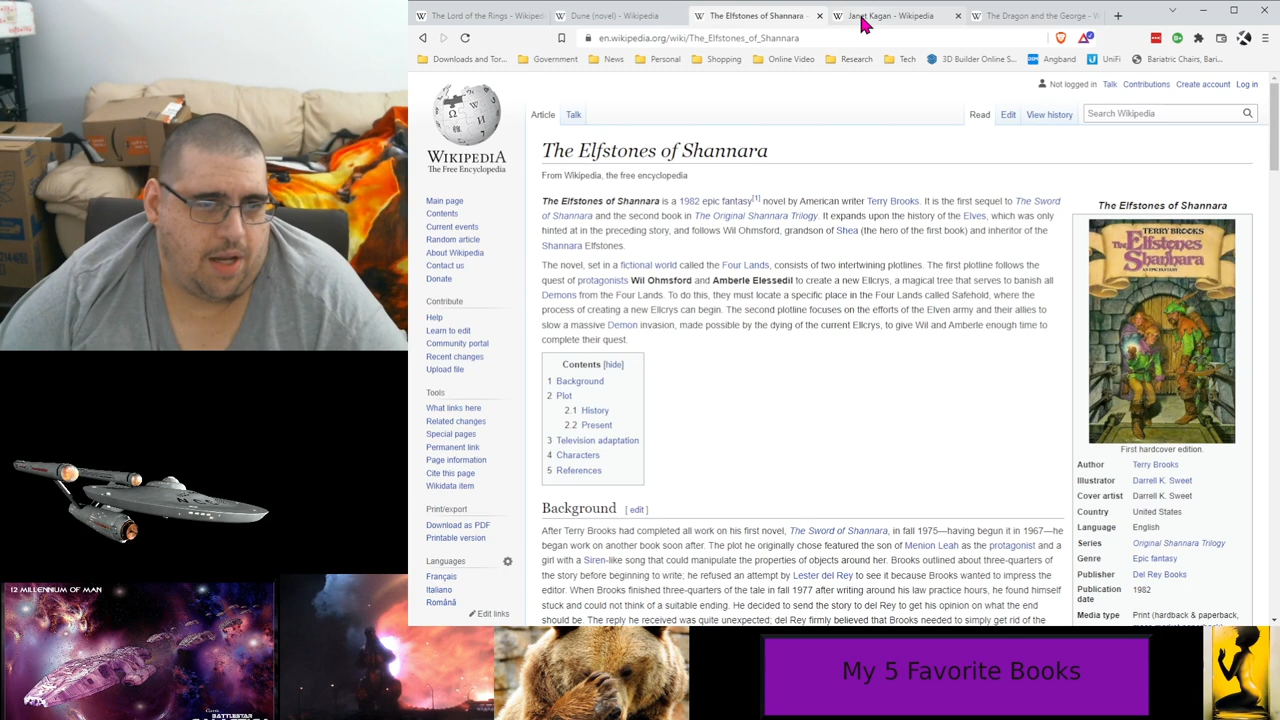 The Lord of the Rings - Wikiped
Dune (novel) - Wikipedia
The Elfstones of Shannara -
Janet Kagan - Wikipedia
The Dragon and the George - W
en.wikipedia.org/wiki/The_Elfstones_of_Shannara
Downloads and Tor... Government News Personal Shopping Online Video Research Tech 3D Builder Online S... Angband UniFi Bariatric Chairs, Bari...
Not logged in Talk Contributions Create account Log in
Article Talk Read Edit View history Search Wikipedia
WIKIPEDIA
The Free Encyclopedia
Main page
Contents
Current events
Random article
About Wikipedia
Contact us
Donate
Contribute
Help
Learn to edit
Community portal
Recent changes
Upload file
Tools
What links here
Related changes
Special pages
Permanent link
Page information
Cite this page
Wikidata item
Print/export
Download as PDF
Printable version
Languages
Français
Italiano
Română
Edit links
The Elfstones of Shannara
From Wikipedia, the free encyclopedia
The Elfstones of Shannara is a 1982 epic fantasy[1] novel by American writer Terry Brooks. It is the first sequel to The Sword
of Shannara and the second book in The Original Shannara Trilogy. It expands upon the history of the Elves, which was only
hinted at in the preceding story, and follows Wil Ohmsford, grandson of Shea (the hero of the first book) and inheritor of the
Shannara Elfstones.
The novel, set in a fictional world called the Four Lands, consists of two intertwining plotlines. The first plotline follows the
quest of protagonists Wil Ohmsford and Amberle Elessedil to create a new Ellcrys, a magical tree that serves to banish all
Demons from the Four Lands. To do this, they must locate a specific place in the Four Lands called Safehold, where the
process of creating a new Ellcrys can begin. The second plotline focuses on the efforts of the Elven army and their allies to
slow a massive Demon invasion, made possible by the dying of the current Ellcrys, to give Wil and Amberle enough time to
complete their quest.
Contents [hide]
1 Background
2 Plot
2.1 History
2.2 Present
3 Television adaptation
4 Characters
5 References
Background [ edit ]
After Terry Brooks had completed all work on his first novel, The Sword of Shannara, in fall 1975—having begun it in 1967—he
began work on another book soon after. The plot he originally chose featured the son of Menion Leah as the protagonist and a
girl with a Siren-like song that could manipulate the properties of objects around her. Brooks outlined about three-quarters of
the story before beginning to write; he refused an attempt by Lester del Rey to see it because Brooks wanted to impress the
editor. When Brooks finished three-quarters of the tale in fall 1977 after writing around his law practice hours, he found himself
stuck and could not think of a suitable ending. He decided to send the story to del Rey to get his opinion on what the end
should be. The reply he received was quite unexpected; del Rey firmly believed that Brooks needed to simply get rid of the
The Elfstones of Shannara
TERRY BROOKS
The Elfstones
of
Shannara
AN EPIC FANTASY
First hardcover edition.
Author Terry Brooks
Illustrator Darrell K. Sweet
Cover artist Darrell K. Sweet
Country United States
Language English
Series Original Shannara Trilogy
Genre Epic fantasy
Publisher Del Rey Books
Publication date 1982
Media type Print (hardback & paperback,
12 MILLENNIUM OF MAN
BATTLESTAR
My 5 Favorite Books